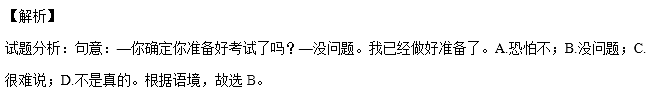 【解析】
试题分析：句意：—你确定你准备好考试了吗？—没问题。我已经做好准备了。A.恐怕不；B.没问题；C.
很难说；D.不是真的。根据语境，故选 B。